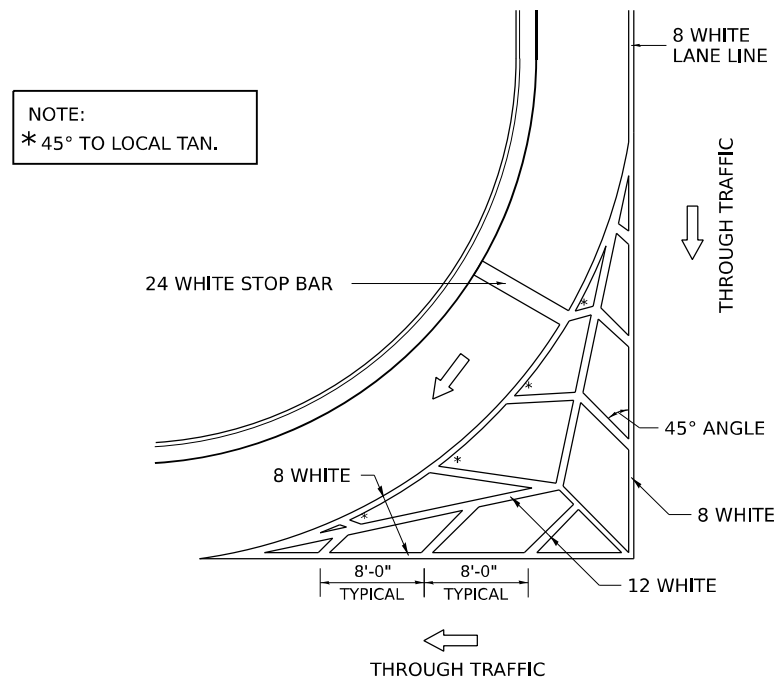 8 WHITE
LANE LINE
NOTE:
* 45° TO LOCAL TAN.
THROUGH TRAFFIC
24 WHITE STOP BAR
*
*
45° ANGLE
*
8 WHITE
8 WHITE
*
8'-0"
8'-0"
TYPICAL
TYPICAL
12 WHITE
THROUGH TRAFFIC